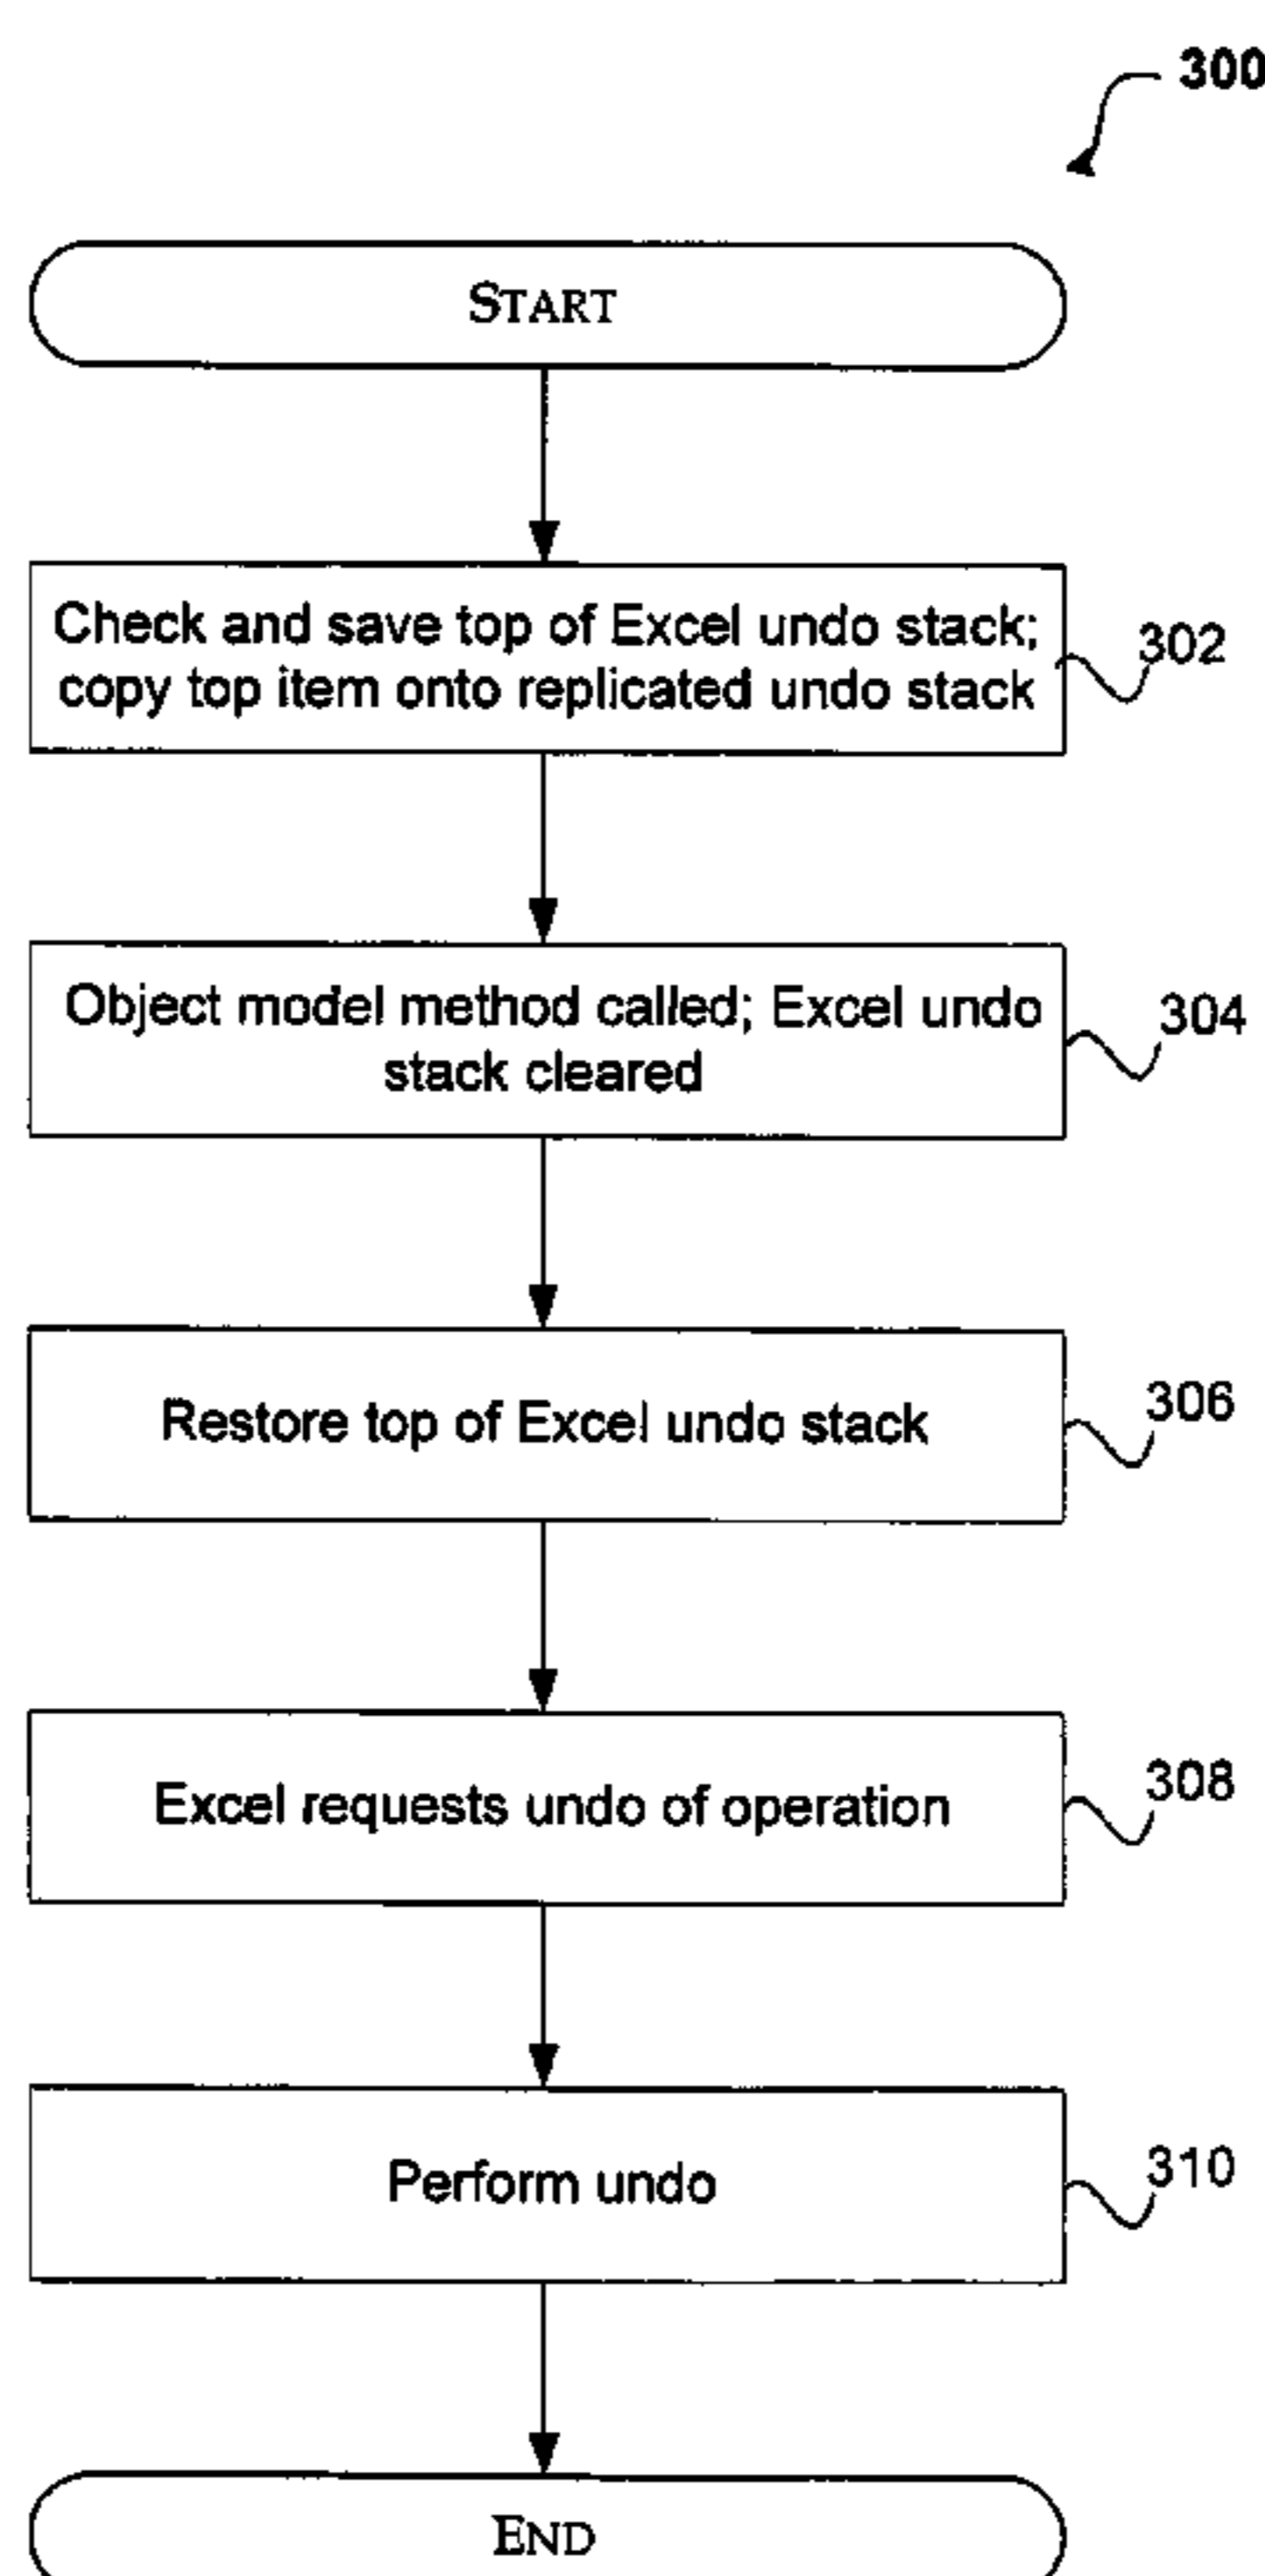 300
START
Check and save top of Excel undo stack;
copy top item onto replicated undo stack
302
Object model method called; Excel undo
stack cleared
304
Restore top of Excel undo stack
306
Excel requests undo of operation
308
Perform undo
310
END